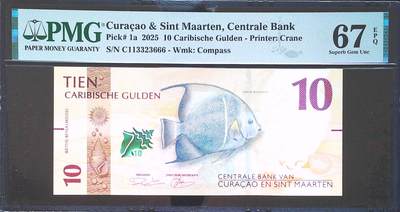 PMG
PAPER MONEY GUARANTY
Curaçao & Sint Maarten, Centrale Bank
Pick# 1a 2025 10 Caribische Gulden - Printer: Crane
S/N C113323666 - Wmk: Compass
67 EPQ
Superb Gem Unc
TIEN
CARIBISCHE GULDEN
10
10
10
CENTRALE BANK VAN
CURAÇAO EN SINT MAARTEN